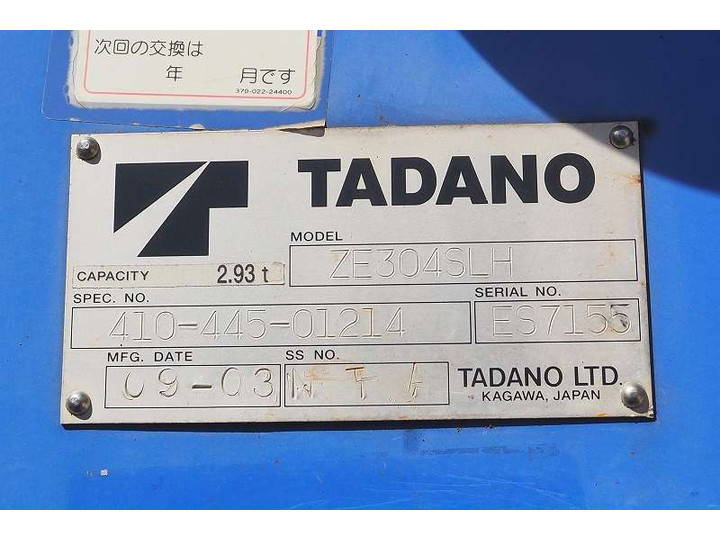 次回の交換は
年 月です
378-022-24400
TADANO
MODEL
ZE304SLH
CAPACITY 2.93 t
SPEC. NO.
410-445-01214
SERIAL NO.
ES7155
MFG. DATE
09-03
SS NO.
TADANO LTD.
KAGAWA, JAPAN